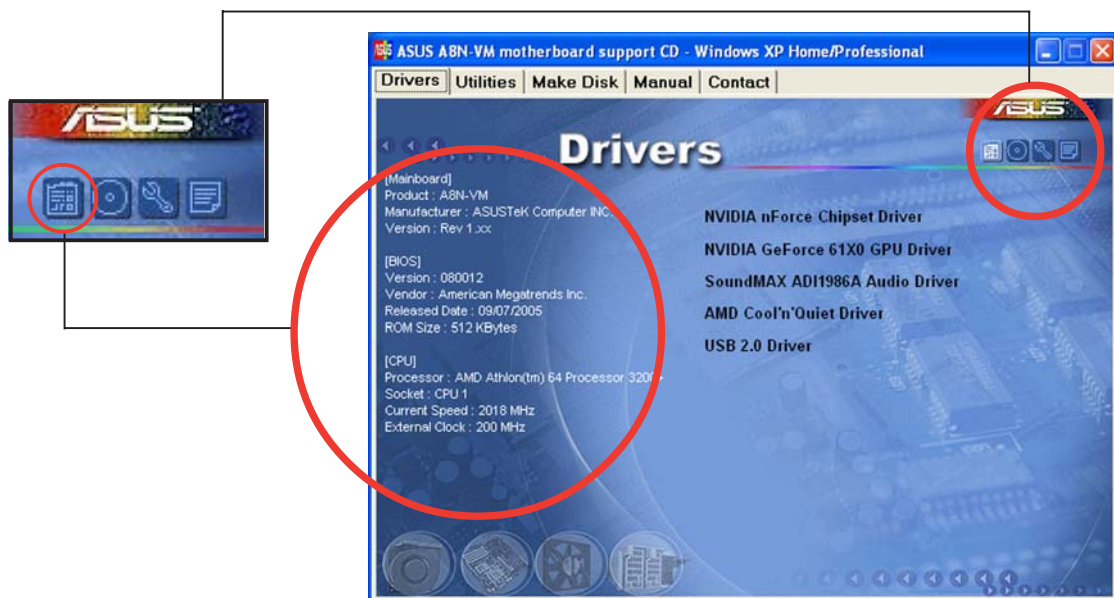 ASUS
ASUS A8N-VM motherboard support CD - Windows XP Home/Professional
Drivers Utilities Make Disk Manual Contact
ASUS
Drivers
[Mainboard]
Product : A8N-VM
Manufacturer : ASUSTeK Computer INC.
Version : Rev 1.xx
[BIOS]
Version : 080012
Vendor : American Megatrends Inc.
Released Date : 09/07/2005
ROM Size : 512 KBytes
[CPU]
Processor : AMD Athlon(tm) 64 Processor 3200+
Socket : CPU 1
Current Speed : 2018 MHz
External Clock : 200 MHz
NVIDIA nForce Chipset Driver
NVIDIA GeForce 61X0 GPU Driver
SoundMAX ADI1986A Audio Driver
AMD Cool'n'Quiet Driver
USB 2.0 Driver